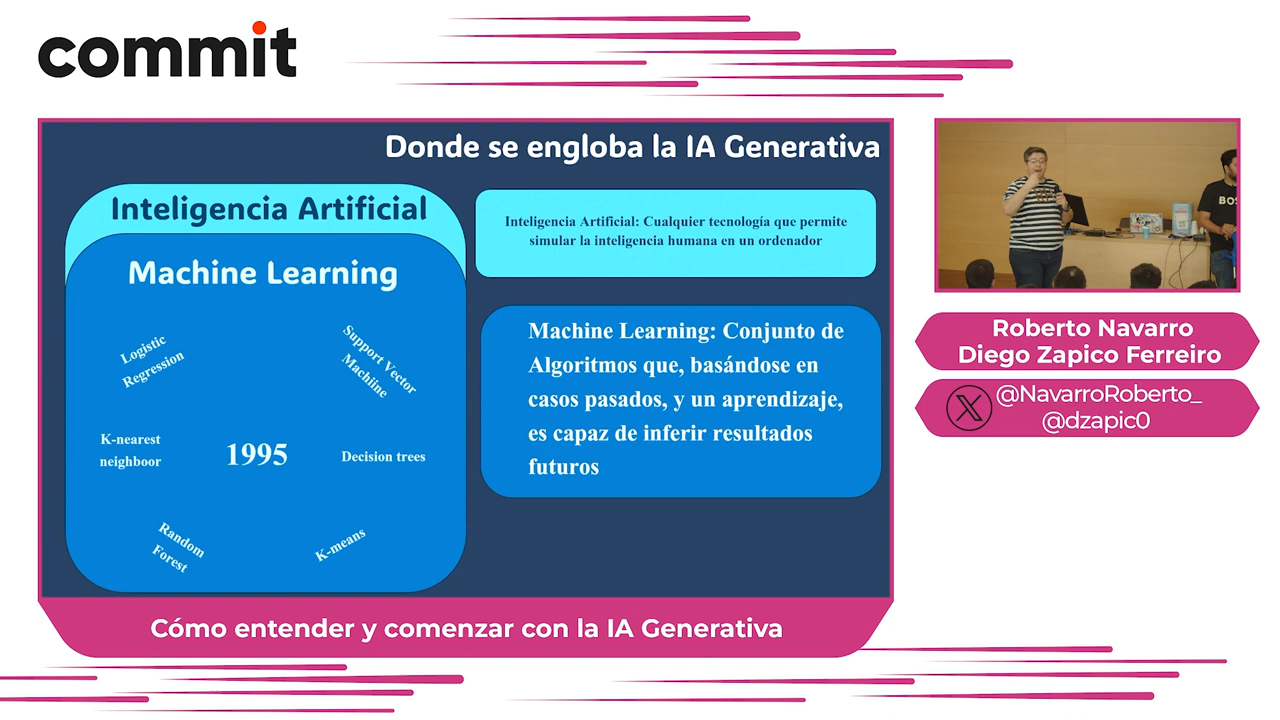 commit
Donde se engloba la IA Generativa
Inteligencia Artificial
Machine Learning
Logistic
Regression
Support Vector
Machiine
K-nearest
neighboor
1995
Decision trees
Random
Forest
K-means
Inteligencia Artificial: Cualquier tecnología que permite
simular la inteligencia humana en un ordenador
Machine Learning: Conjunto de
Algoritmos que, basándose en
casos pasados, y un aprendizaje,
es capaz de inferir resultados
futuros
Cómo entender y comenzar con la IA Generativa
Roberto Navarro
Diego Zapico Ferreiro
@NavarroRoberto_
@dzapic0